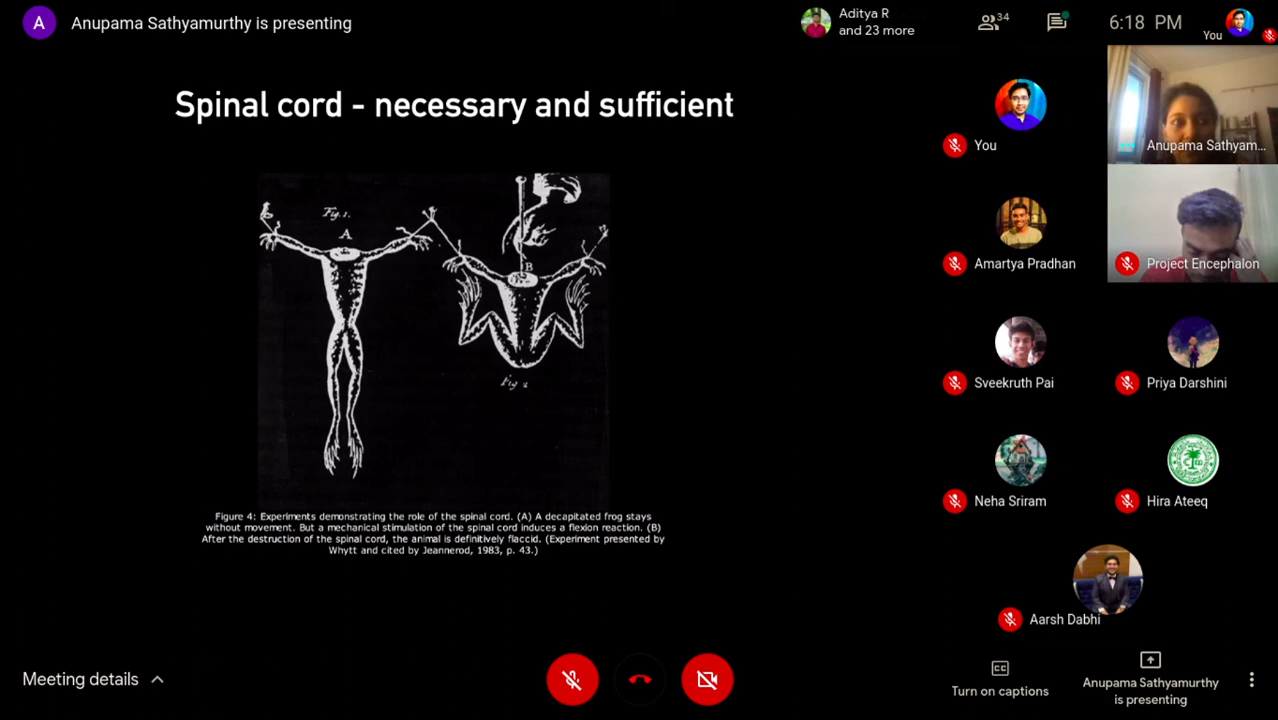 A
Anupama Sathyamurthy is presenting
Aditya R
and 23 more
34
6:18 PM
You
Spinal cord - necessary and sufficient
Fig. 1.
A
B
Fig 2
Figure 4: Experiments demonstrating the role of the spinal cord. (A) A decapitated frog stays
without movement. But a mechanical stimulation of the spinal cord induces a flexion reaction. (B)
After the destruction of the spinal cord, the animal is definitively flaccid. (Experiment presented by
Whytt and cited by Jeannerod, 1983, p. 43.)
You
Anupama Sathyam...
Amartya Pradhan
Project Encephalon
Sveekruth Pai
Priya Darshini
Neha Sriram
Hira Ateeq
Aarsh Dabhi
Meeting details
CC
Turn on captions
Anupama Sathyamurthy
is presenting